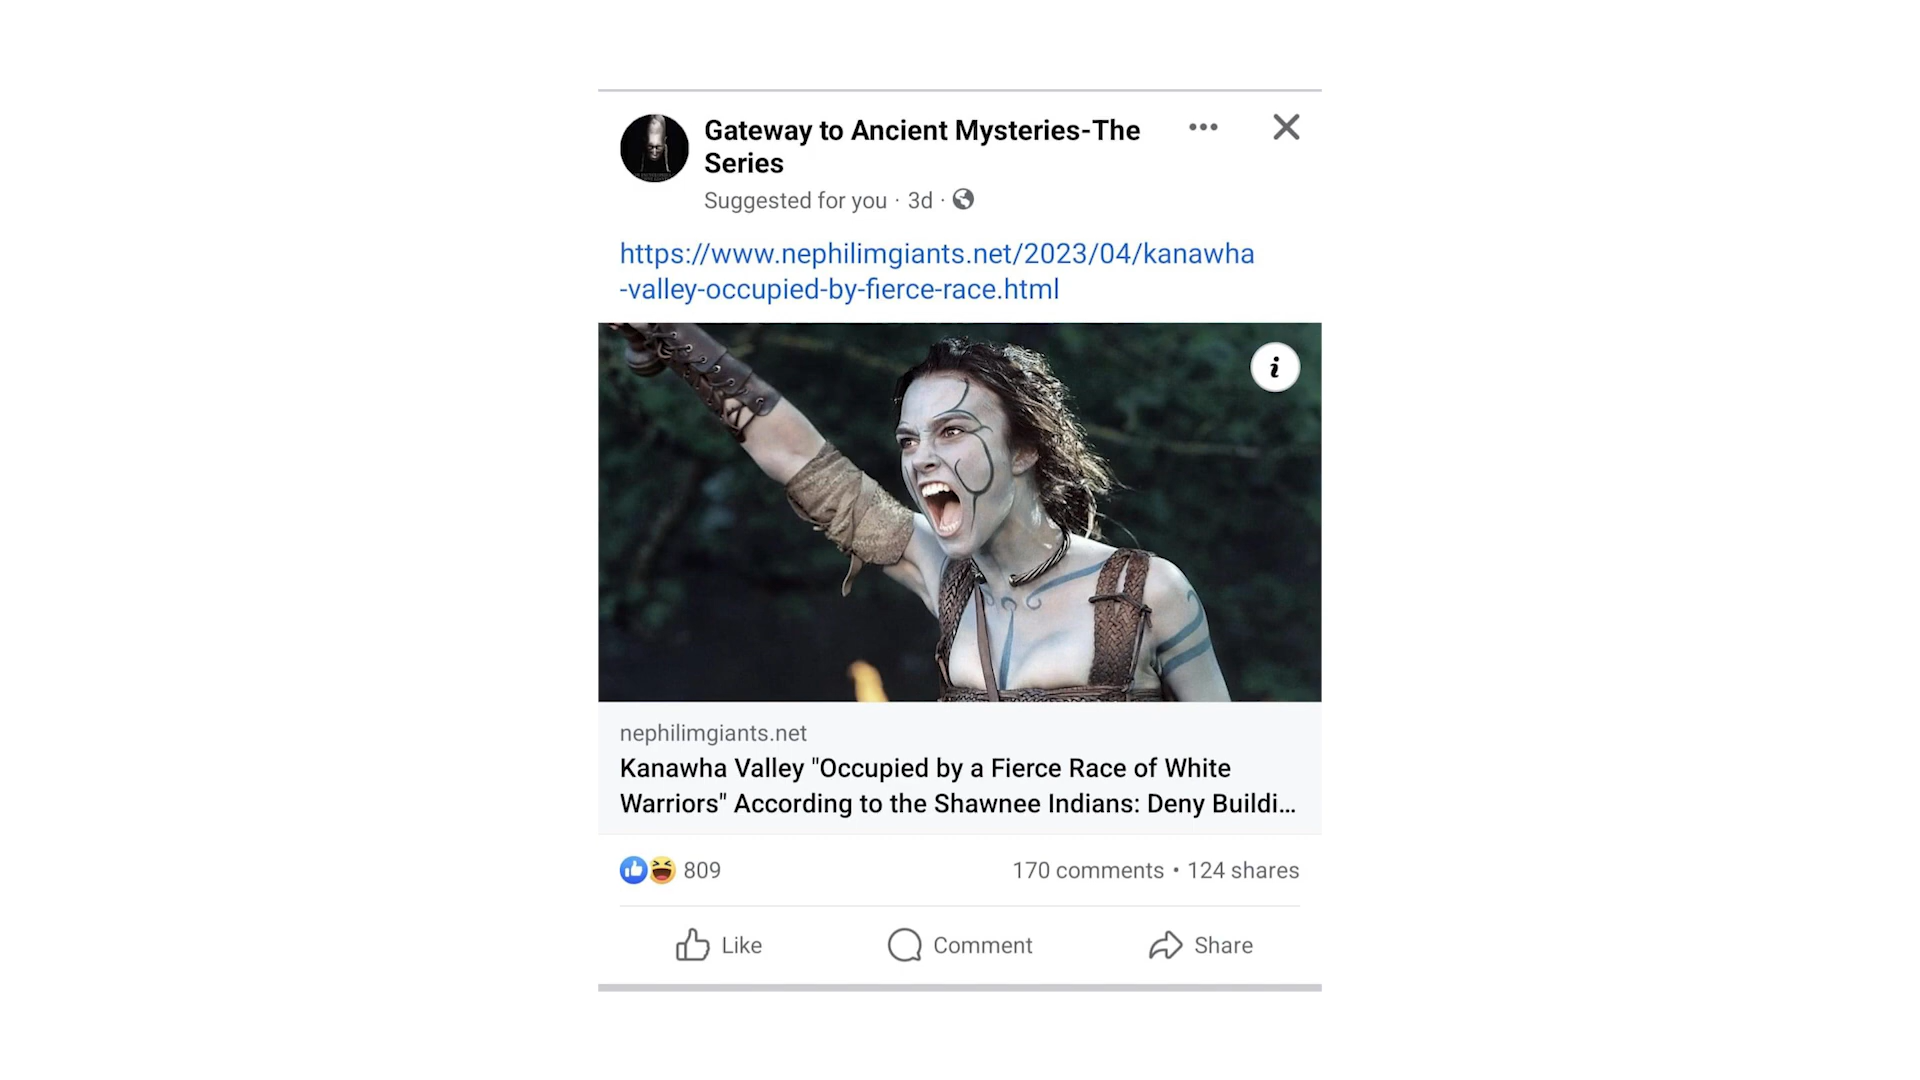 Gateway to Ancient Mysteries-The
Series
Suggested for you · 3d ·
https://www.nephilimgiants.net/2023/04/kanawha
-valley-occupied-by-fierce-race.html
i
nephilimgiants.net
Kanawha Valley "Occupied by a Fierce Race of White
Warriors" According to the Shawnee Indians: Deny Buildi...
809
170 comments • 124 shares
Like
Comment
Share